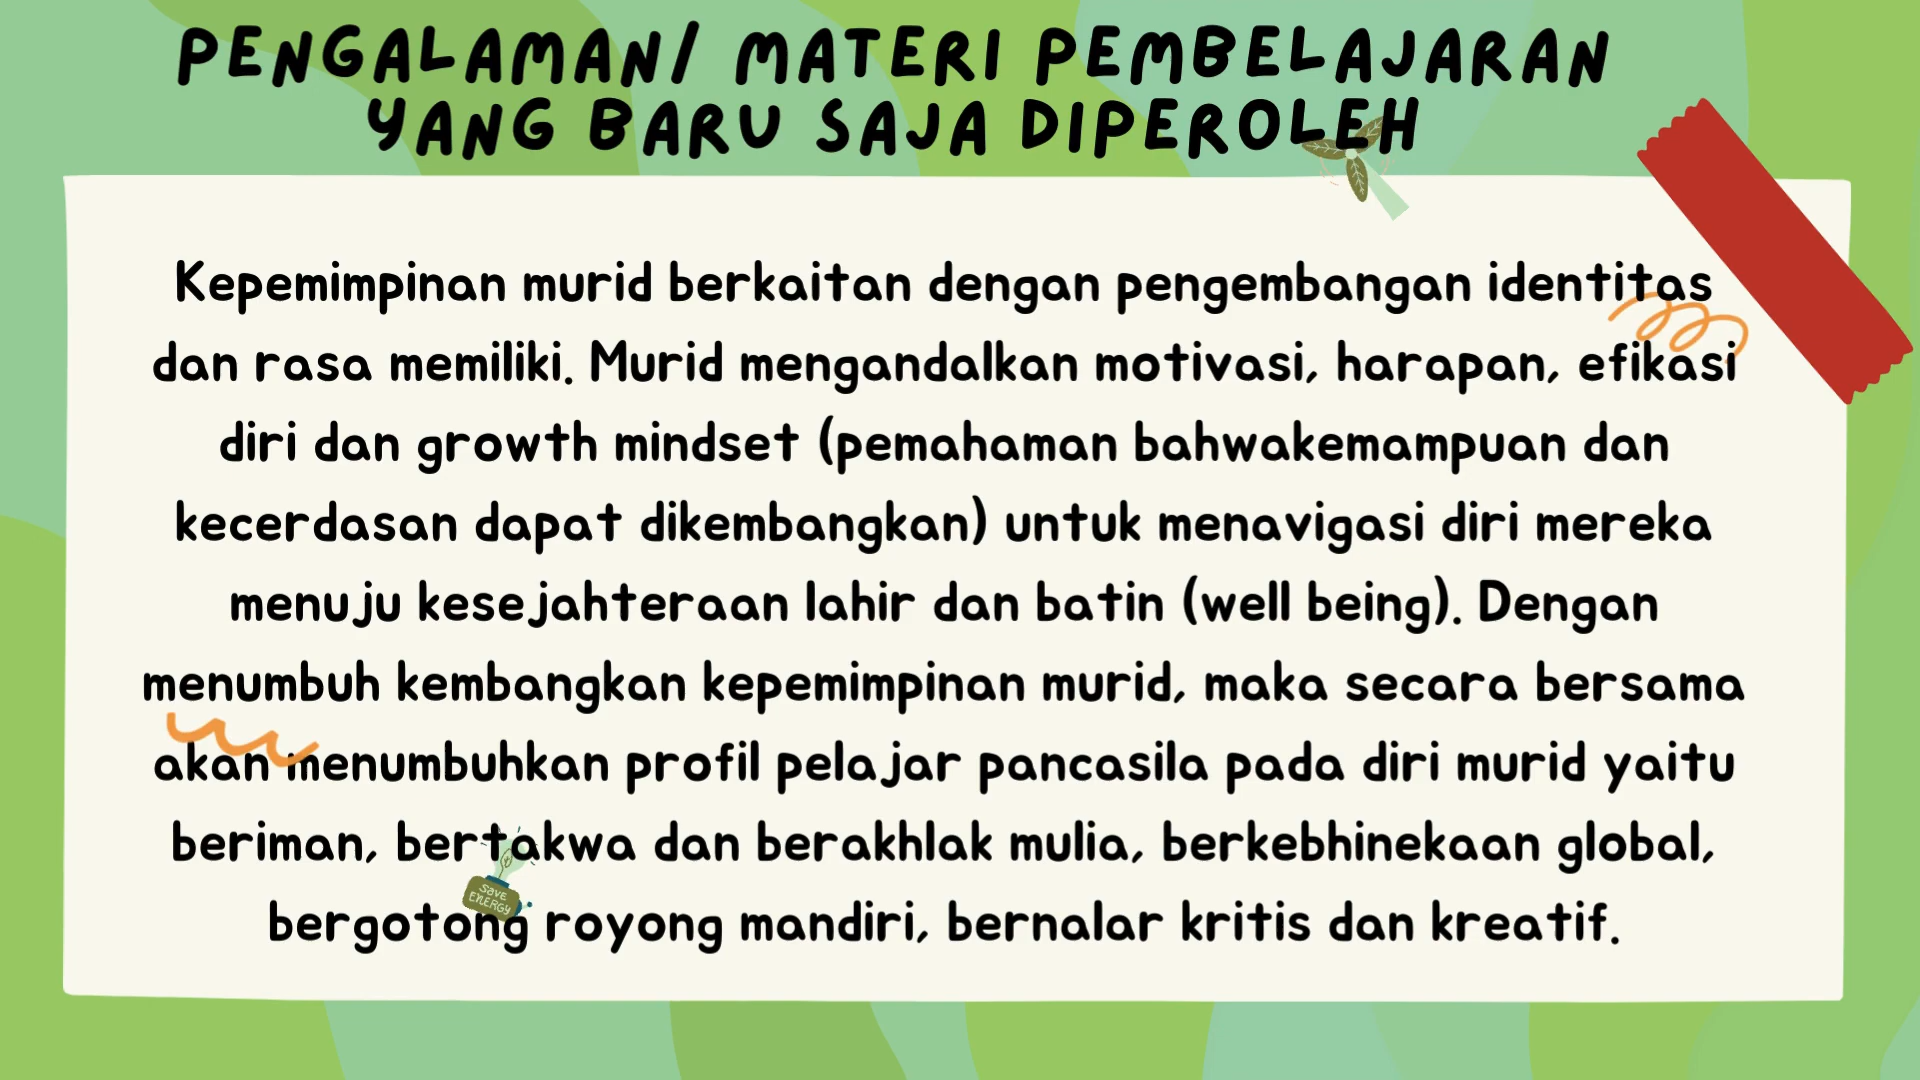 PENGALAMAN/ MATERI PEMBELAJARAN
YANG BARU SAJA DIPEROLEH
Kepemimpinan murid berkaitan dengan pengembangan identitas
dan rasa memiliki. Murid mengandalkan motivasi, harapan, efikasi
diri dan growth mindset (pemahaman bahwakemampuan dan
kecerdasan dapat dikembangkan) untuk menavigasi diri mereka
menuju kesejahteraan lahir dan batin (well being). Dengan
menumbuh kembangkan kepemimpinan murid, maka secara bersama
akan menumbuhkan profil pelajar pancasila pada diri murid yaitu
beriman, bertakwa dan berakhlak mulia, berkebhinekaan global,
SAVE
ENERGY
bergotong royong mandiri, bernalar kritis dan kreatif.